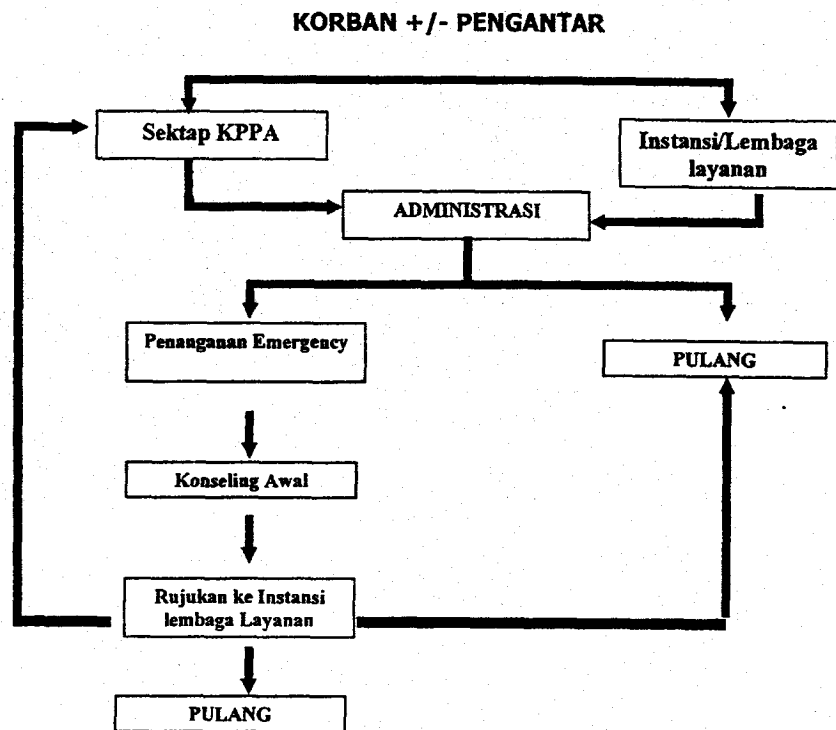 KORBAN +/- PENGANTAR
Sektap KPPA
Instansi/Lembaga
layanan
ADMINISTRASI
Penanganan Emergency
PULANG
Konseling Awal
Rujukan ke Instansi
lembaga Layanan
PULANG